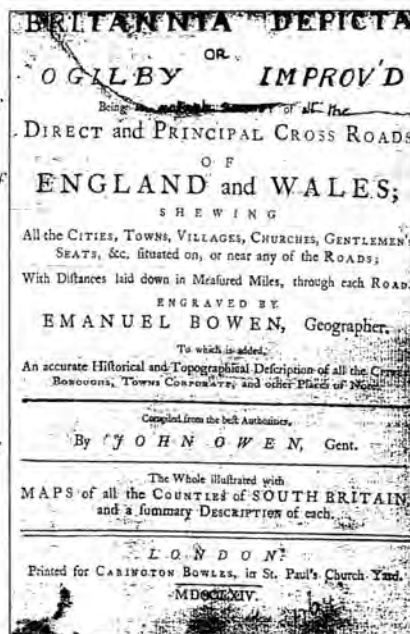 BRITANNIA DEPICTA
OR
OGILBY IMPROV'D
Being of all the
DIRECT and PRINCIPAL CROSS ROADS
OF
ENGLAND and WALES;
SHEWING
All the CITIES, TOWNS, VILLAGES, CHURCHES, GENTLEMEN'S
SEATS, &c. situated on, or near any of the ROADS;
With Distances laid down in Measured Miles, through each ROAD.
ENGRAVED BY
EMANUEL BOWEN, Geographer.
To which is added,
An accurate Historical and Topographical Description of all the CITIES
BOROUGHS, TOWNS CORPORATE, and other Places of Note.
Compiled from the best Authorities,
By JOHN OWEN, Gent.
The Whole illustrated with
MAPS of all the COUNTIES of SOUTH BRITAIN
and a summary DESCRIPTION of each.
LONDON:
Printed for CARINGTON BOWLES, in St. Paul's Church Yard.
MDCCLXIV.